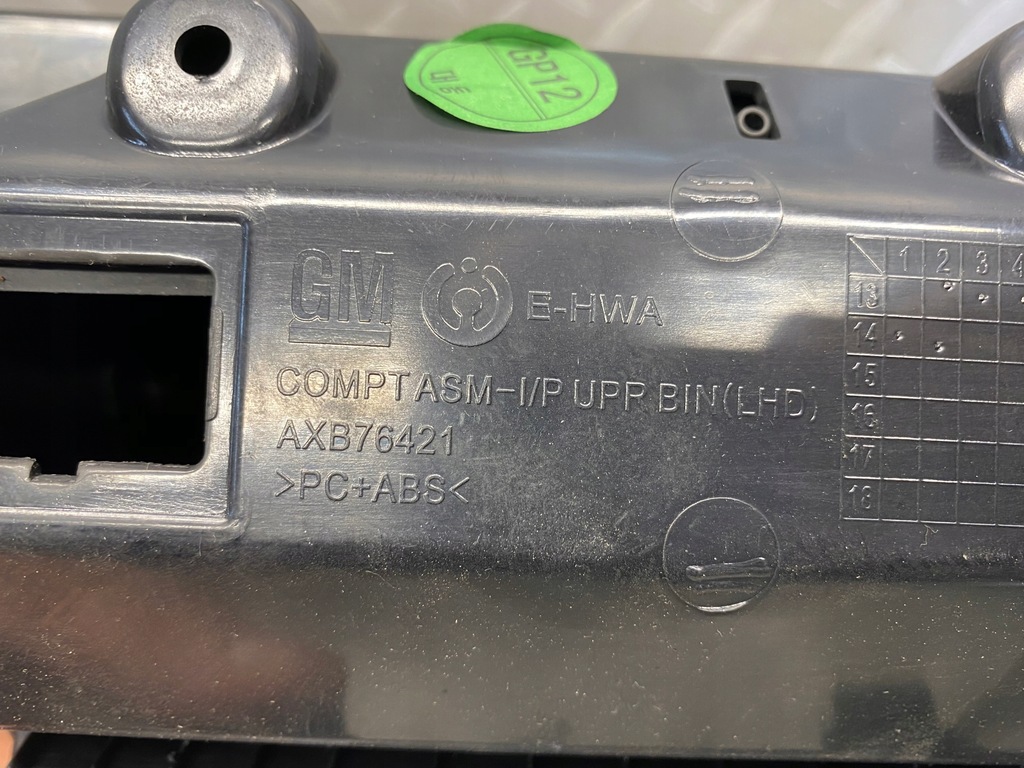 GP12
GM E-HWA
COMPT ASM-I/P UPR BIN(LHD)
AXB76421
>PC+ABS<
1 2 3 4
13
14
15
16
17
18